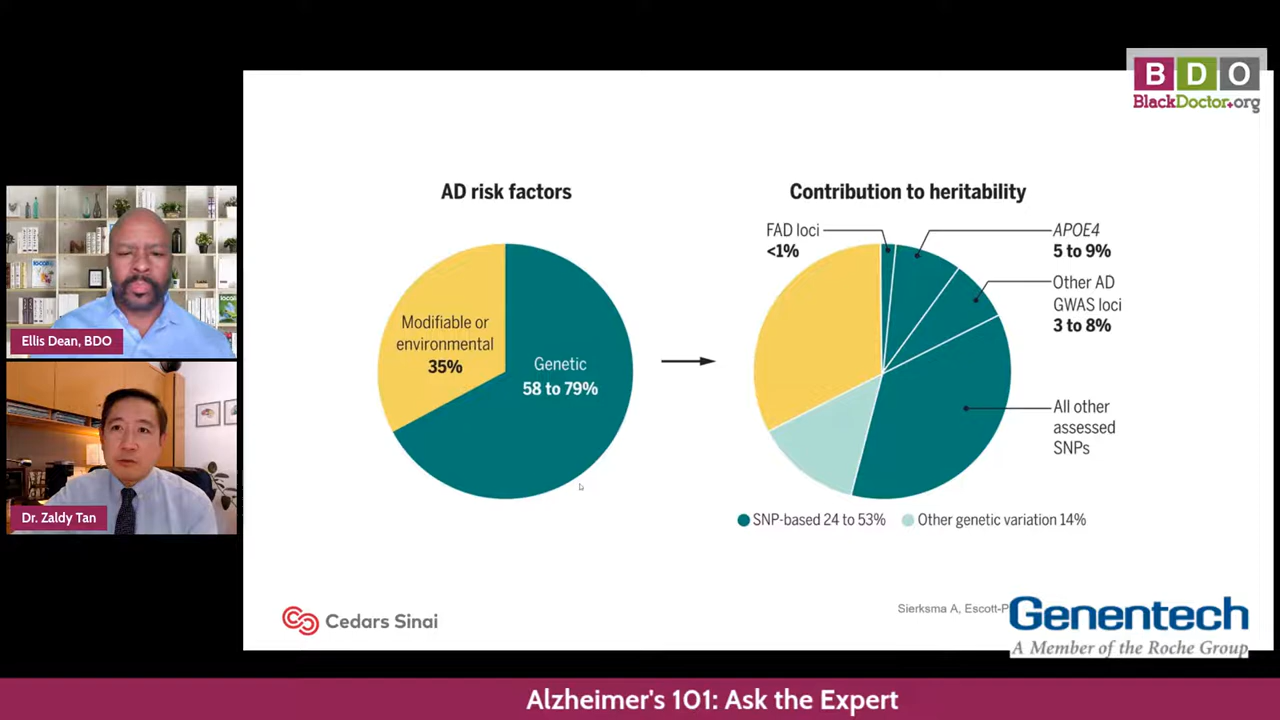 BDO
BlackDoctor.org
AD risk factors
Contribution to heritability
Modifiable or
environmental
35%
Genetic
58 to 79%
FAD loci
<1%
APOE4
5 to 9%
Other AD
GWAS loci
3 to 8%
All other
assessed
SNPs
SNP-based 24 to 53%
Other genetic variation 14%
Ellis Dean, BDO
Dr. Zaldy Tan
Cedars Sinai
Sierksma A, Escott-P
Genentech
A Member of the Roche Group
Alzheimer's 101: Ask the Expert